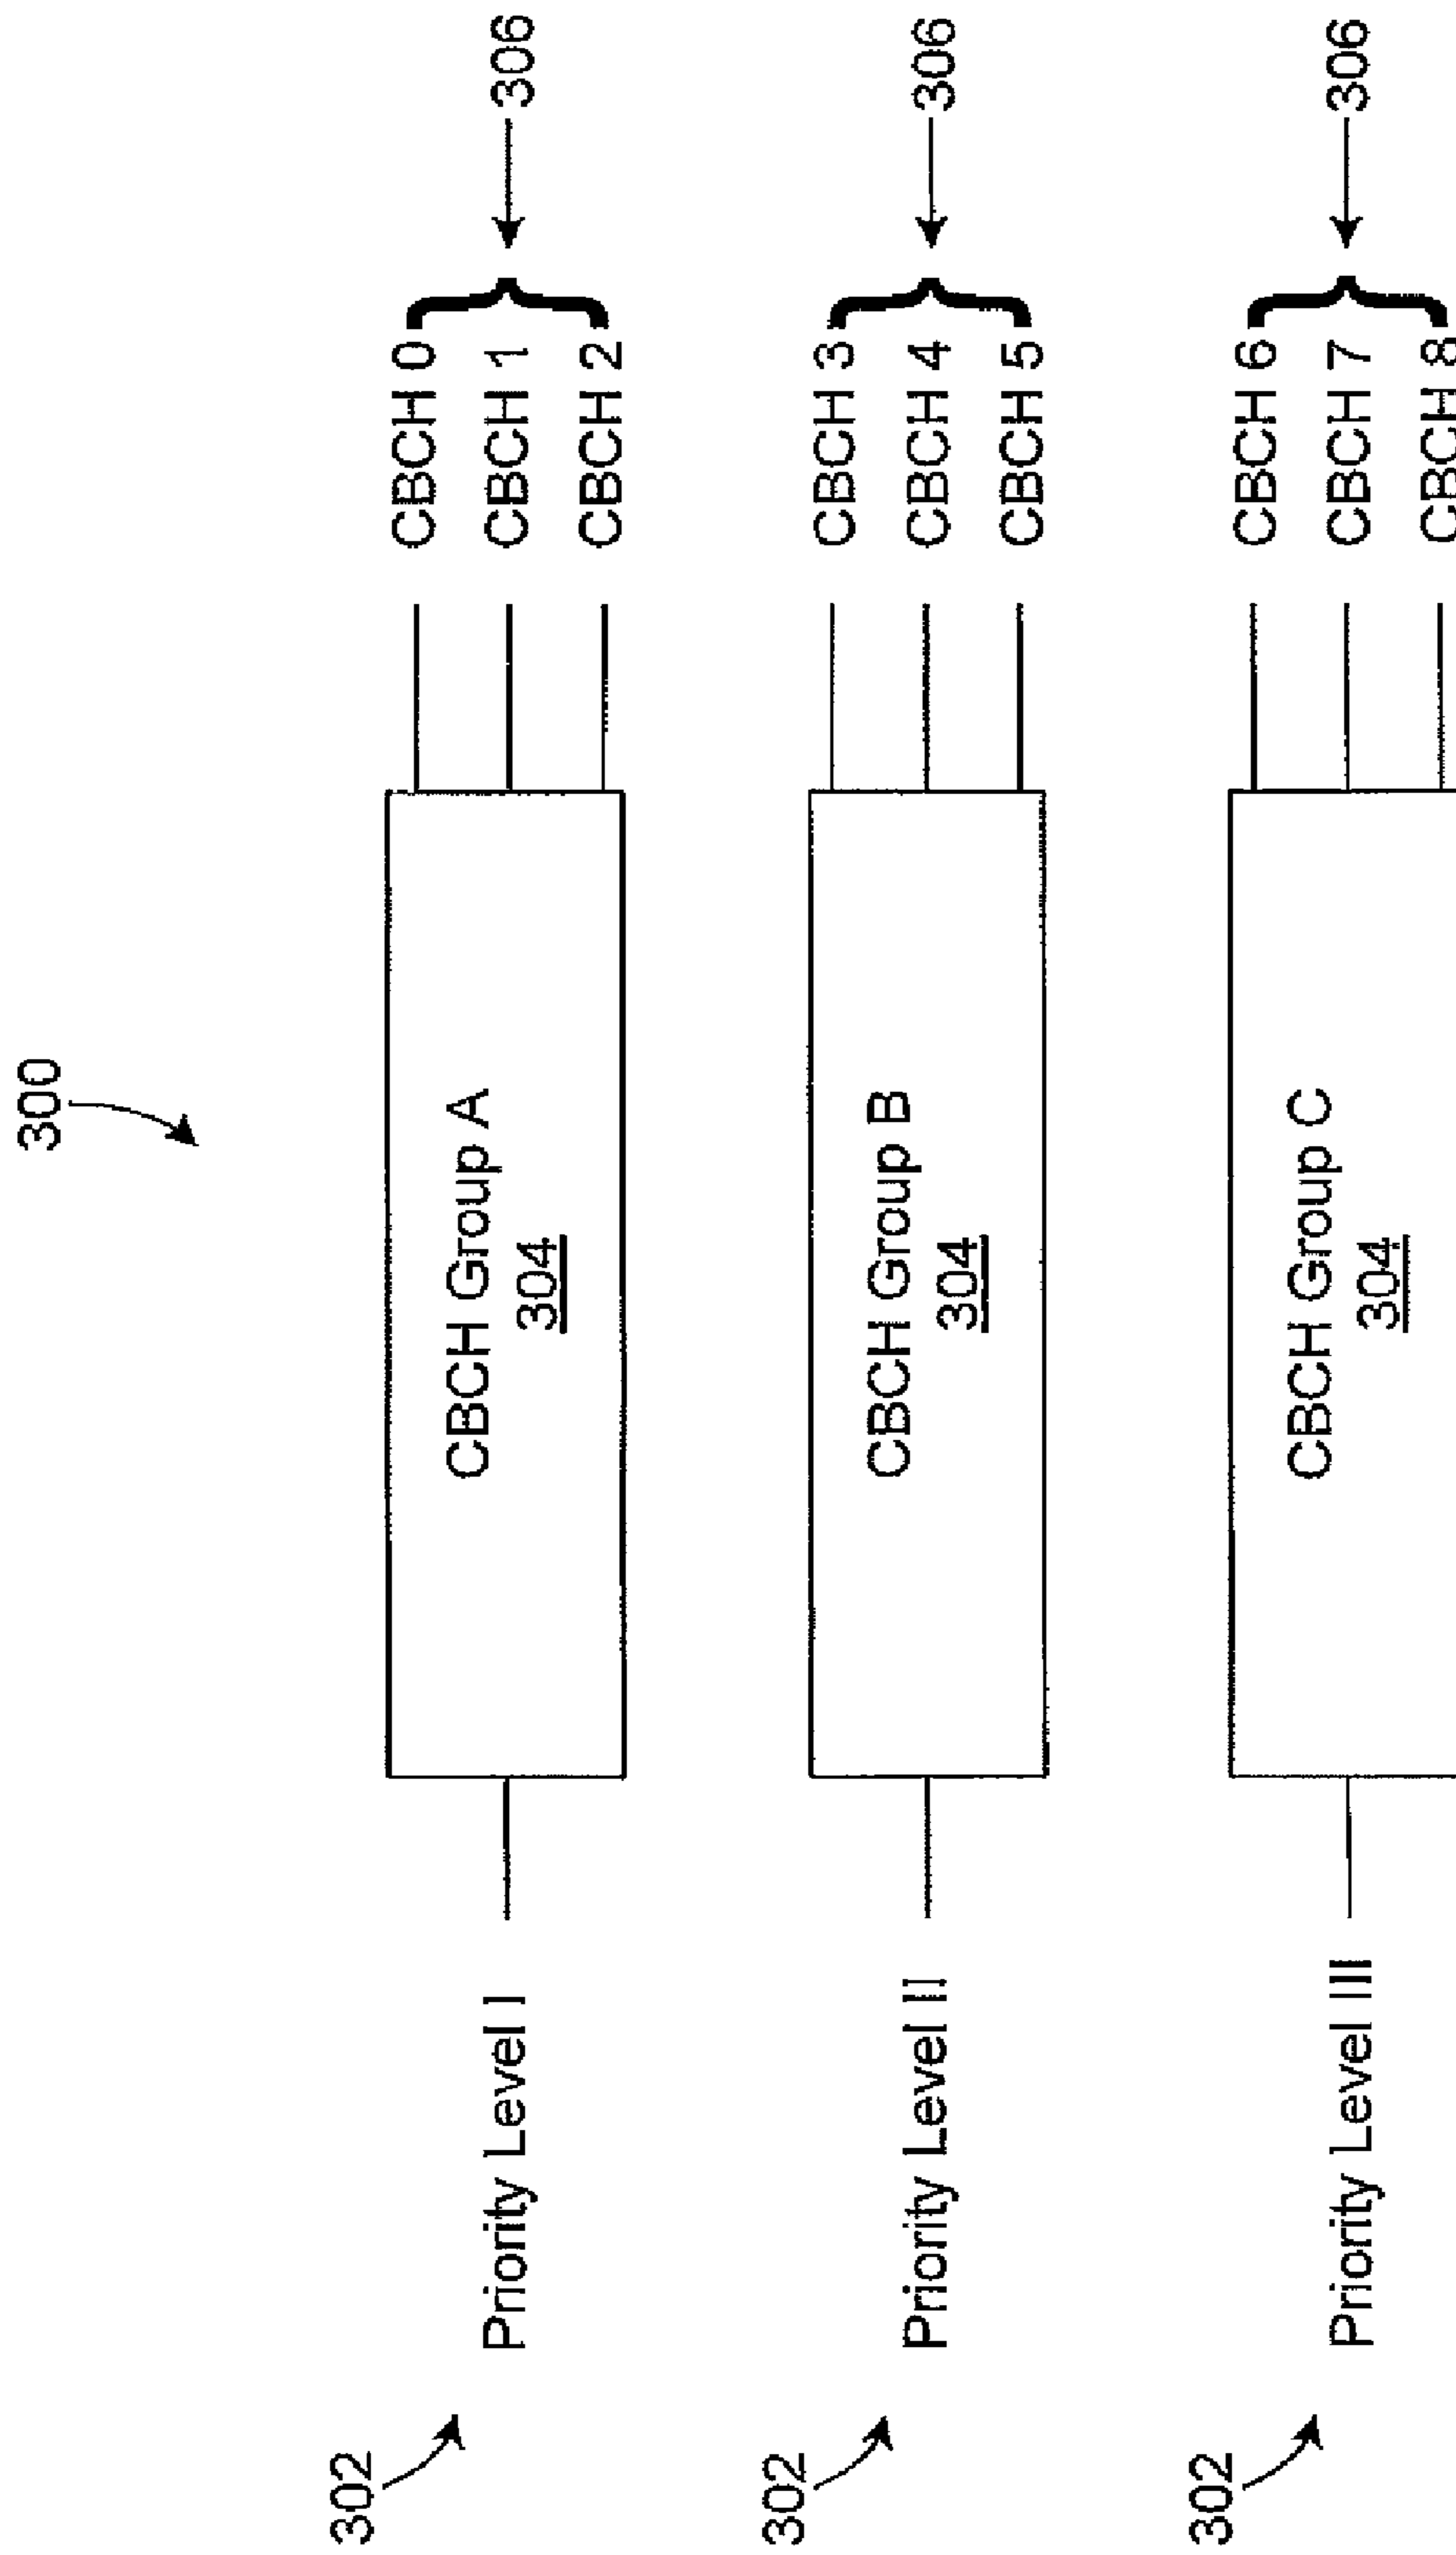 300
302
Priority Level I
CBCH Group A
304
CBCH 0
CBCH 1
CBCH 2
306
302
Priority Level II
CBCH Group B
304
CBCH 3
CBCH 4
CBCH 5
306
302
Priority Level III
CBCH Group C
304
CBCH 6
CBCH 7
CBCH 8
306